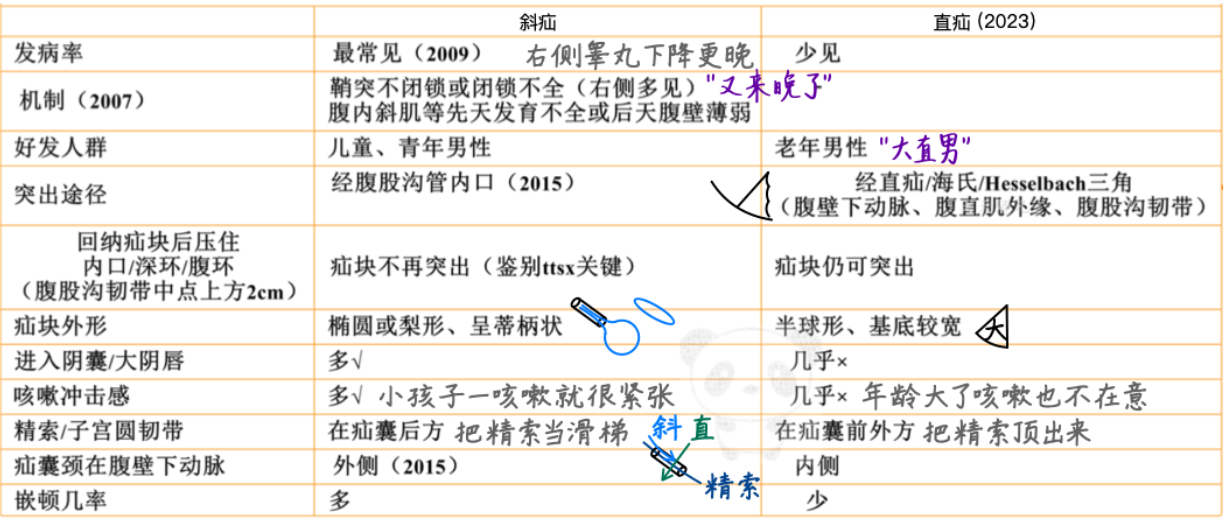 斜疝 直疝 (2023)
发病率 最常见（2009） 右侧睾丸下降更晚 少见
机制（2007） 鞘突不闭锁或闭锁不全（右侧多见） "又来晚了"
腹内斜肌等先天发育不全或后天腹壁薄弱
好发人群 儿童、青年男性 老年男性 "大直男"
突出途径 经腹股沟管内口（2015） 经直疝/海氏/Hesselbach三角
（腹壁下动脉、腹直肌外缘、腹股沟韧带）
回纳疝块后压住
内口/深环/腹环 疝块不再突出（鉴别ttsx关键） 疝块仍可突出
（腹股沟韧带中点上方2cm）
疝块外形 椭圆或梨形、呈蒂柄状 半球形、基底较宽 大
进入阴囊/大阴唇 多√ 几乎×
咳嗽冲击感 多√ 小孩子一咳嗽就很紧张 几乎× 年龄大了咳嗽也不在意
精索/子宫圆韧带 在疝囊后方 把精索当滑梯 斜 直 在疝囊前外方 把精索顶出来
疝囊颈在腹壁下动脉 外侧（2015） 内侧
精索
嵌顿几率 多 少